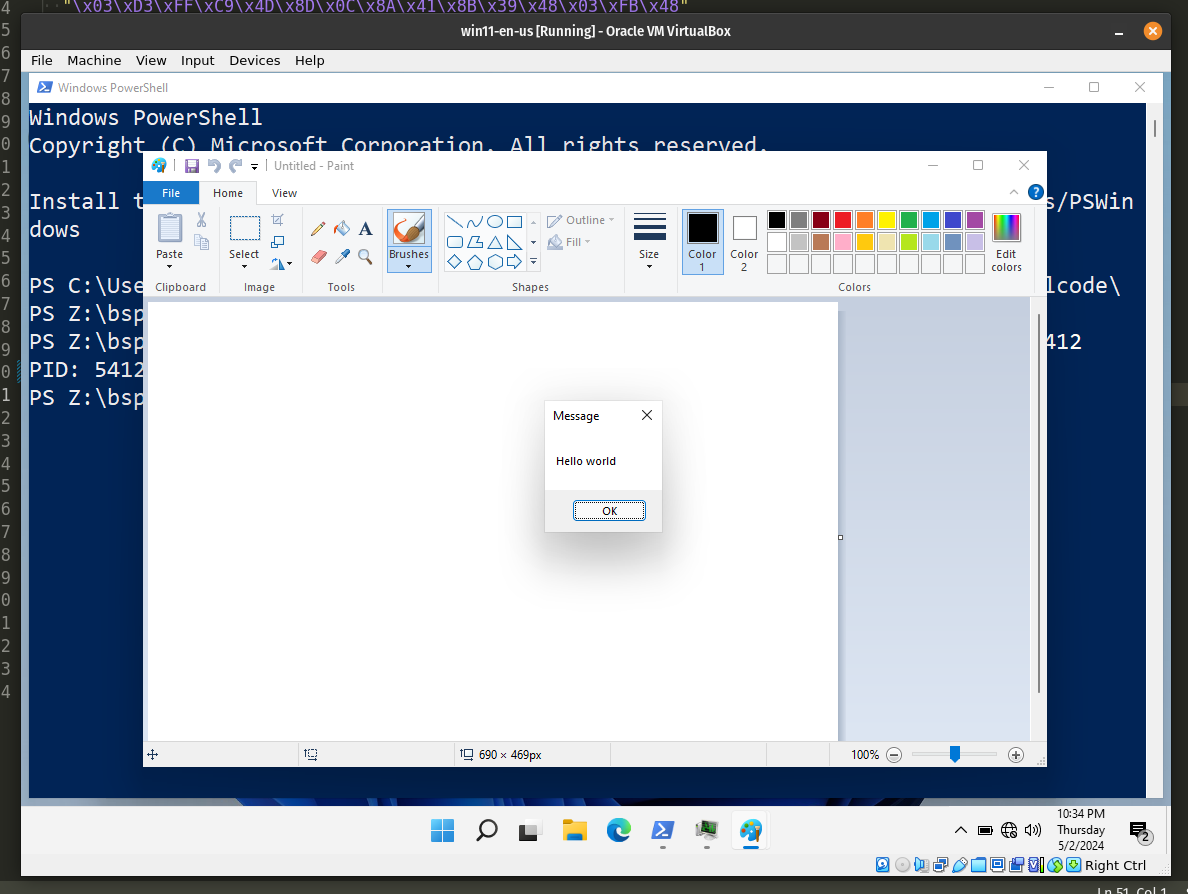 "\x03\xD3\xFF\xC9\x4D\x8D\x0C\x8A\x41\x8B\x39\x48\x03\xFB\x48"
win11-en-us [Running] - Oracle VM VirtualBox
File Machine View Input Devices Help
Windows PowerShell
Windows PowerShell
Copyright (C) Microsoft Corporation. All rights reserved.
Untitled - Paint
File Home View
Install t
s/PSWin
dows
Paste
Select
Brushes
Outline
Fill
Size
Color 1
Color 2
Edit colors
Clipboard
Image
Tools
Shapes
Colors
PS C:\Use
lcode\
PS Z:\bsp
PS Z:\bsp
412
PID: 5412
PS Z:\bsp
Message
Hello world
OK
690 × 469px
100%
10:34 PM
Thursday
5/2/2024
2
Right Ctrl
Ln 51, Col 1